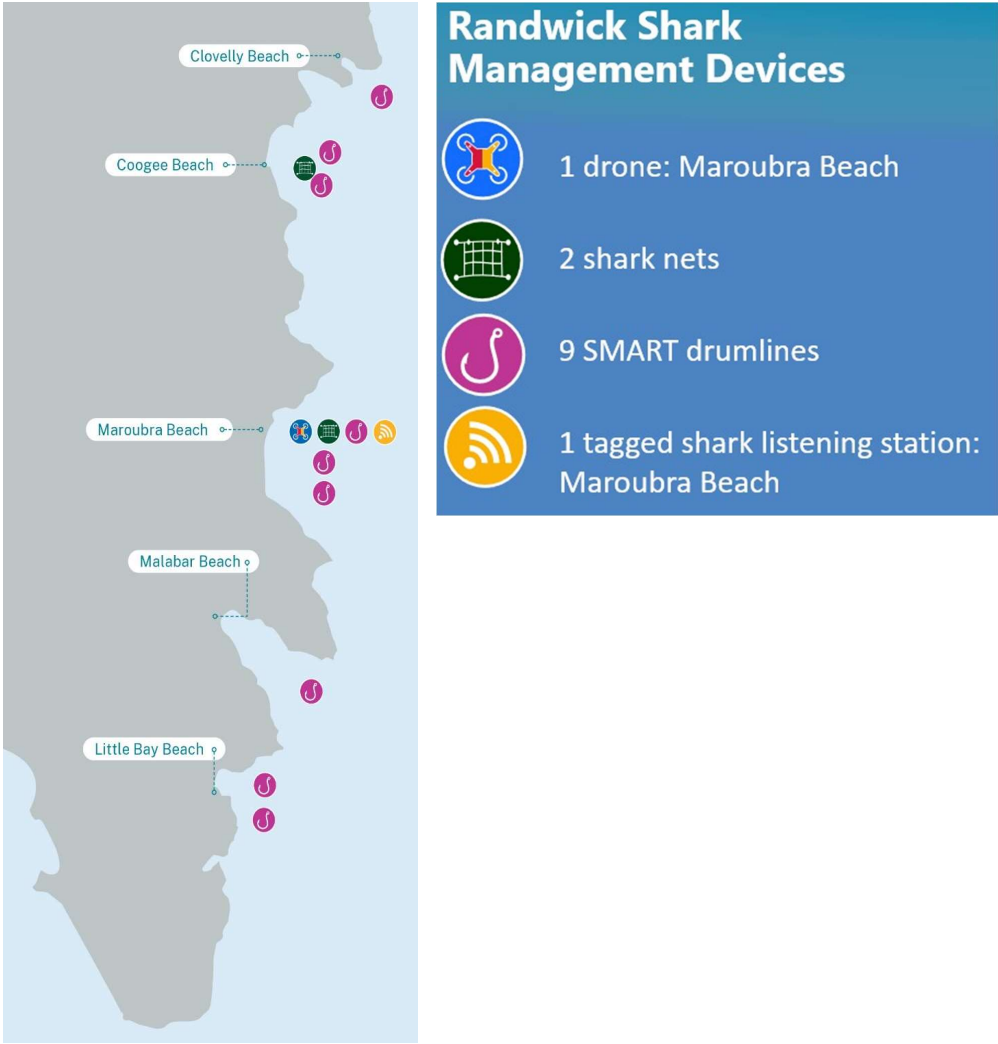 Clovelly Beach
Coogee Beach
Maroubra Beach
Malabar Beach
Little Bay Beach
Randwick Shark
Management Devices
1 drone: Maroubra Beach
2 shark nets
9 SMART drumlines
1 tagged shark listening station:
Maroubra Beach